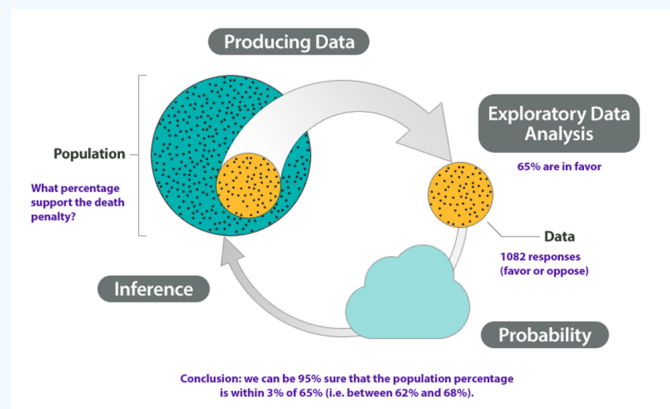 Producing Data
Exploratory Data
Analysis
65% are in favor
Population
What percentage
support the death
penalty?
Data
1082 responses
(favor or oppose)
Inference
Probability
Conclusion: we can be 95% sure that the population percentage
is within 3% of 65% (i.e. between 62% and 68%).